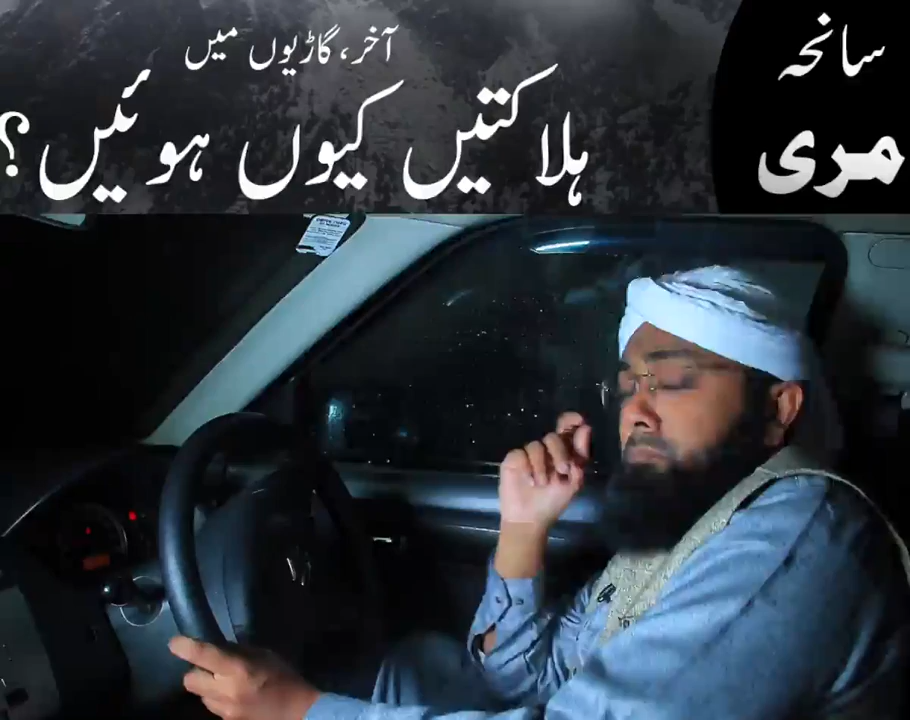 سانحہ
مری
آخر، گاڑیوں میں
ہلاکتیں کیوں ہوئیں؟